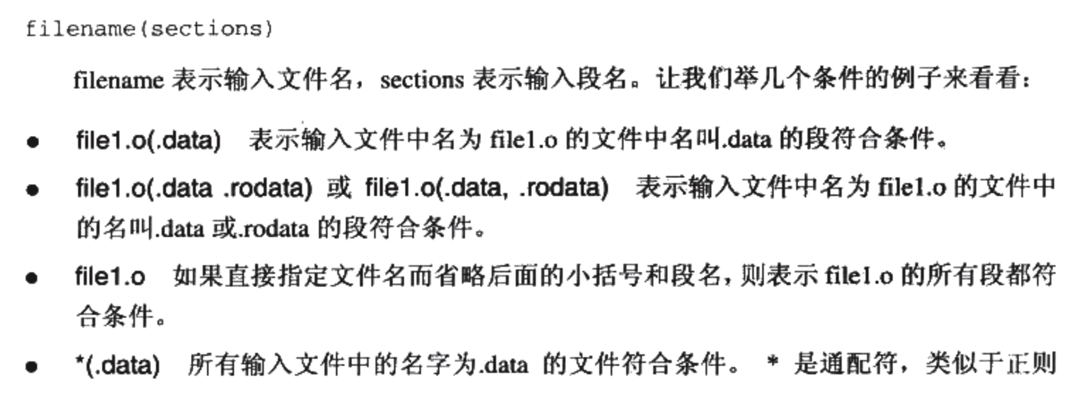 filename(sections)
filename 表示输入文件名，sections 表示输入段名。让我们举几个条件的例子来看看：
● file1.o(.data) 表示输入文件中名为 file1.o 的文件中名叫.data 的段符合条件。
● file1.o(.data .rodata) 或 file1.o(.data, .rodata) 表示输入文件中名为 file1.o 的文件中
的名叫.data 或.rodata 的段符合条件。
● file1.o 如果直接指定文件名而省略后面的小括号和段名，则表示 file1.o 的所有段都符
合条件。
● *(.data) 所有输入文件中的名字为.data 的文件符合条件。 * 是通配符，类似于正则